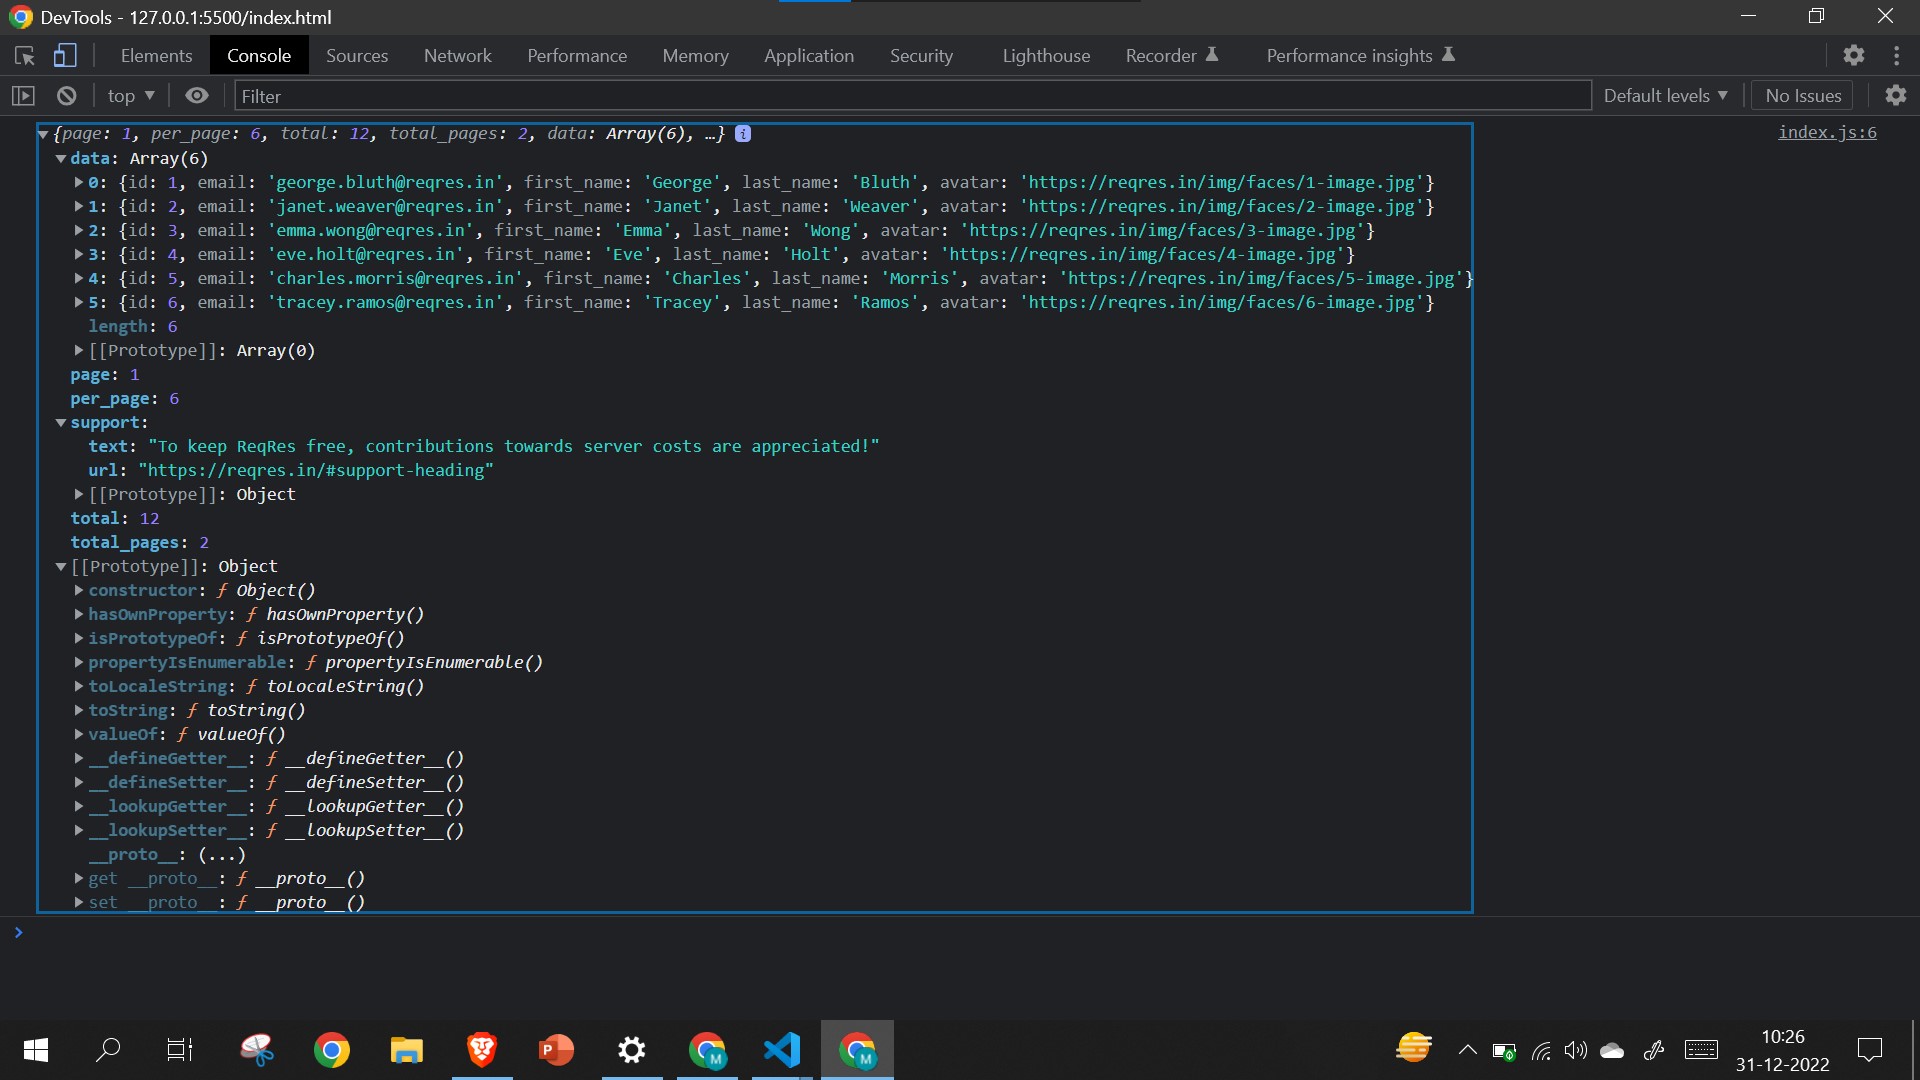 DevTools - 127.0.0.1:5500/index.html
Elements Console Sources Network Performance Memory Application Security Lighthouse Recorder Performance insights
top Filter Default levels No Issues
{page: 1, per_page: 6, total: 12, total_pages: 2, data: Array(6), …} i index.js:6
data: Array(6)
0: {id: 1, email: 'george.bluth@reqres.in', first_name: 'George', last_name: 'Bluth', avatar: 'https://reqres.in/img/faces/1-image.jpg'}
1: {id: 2, email: 'janet.weaver@reqres.in', first_name: 'Janet', last_name: 'Weaver', avatar: 'https://reqres.in/img/faces/2-image.jpg'}
2: {id: 3, email: 'emma.wong@reqres.in', first_name: 'Emma', last_name: 'Wong', avatar: 'https://reqres.in/img/faces/3-image.jpg'}
3: {id: 4, email: 'eve.holt@reqres.in', first_name: 'Eve', last_name: 'Holt', avatar: 'https://reqres.in/img/faces/4-image.jpg'}
4: {id: 5, email: 'charles.morris@reqres.in', first_name: 'Charles', last_name: 'Morris', avatar: 'https://reqres.in/img/faces/5-image.jpg'}
5: {id: 6, email: 'tracey.ramos@reqres.in', first_name: 'Tracey', last_name: 'Ramos', avatar: 'https://reqres.in/img/faces/6-image.jpg'}
length: 6
[[Prototype]]: Array(0)
page: 1
per_page: 6
support:
text: "To keep ReqRes free, contributions towards server costs are appreciated!"
url: "https://reqres.in/#support-heading"
[[Prototype]]: Object
total: 12
total_pages: 2
[[Prototype]]: Object
constructor: ƒ Object()
hasOwnProperty: ƒ hasOwnProperty()
isPrototypeOf: ƒ isPrototypeOf()
propertyIsEnumerable: ƒ propertyIsEnumerable()
toLocaleString: ƒ toLocaleString()
toString: ƒ toString()
valueOf: ƒ valueOf()
__defineGetter__: ƒ __defineGetter__()
__defineSetter__: ƒ __defineSetter__()
__lookupGetter__: ƒ __lookupGetter__()
__lookupSetter__: ƒ __lookupSetter__()
__proto__: (...)
get __proto__: ƒ __proto__()
set __proto__: ƒ __proto__()
10:26
31-12-2022